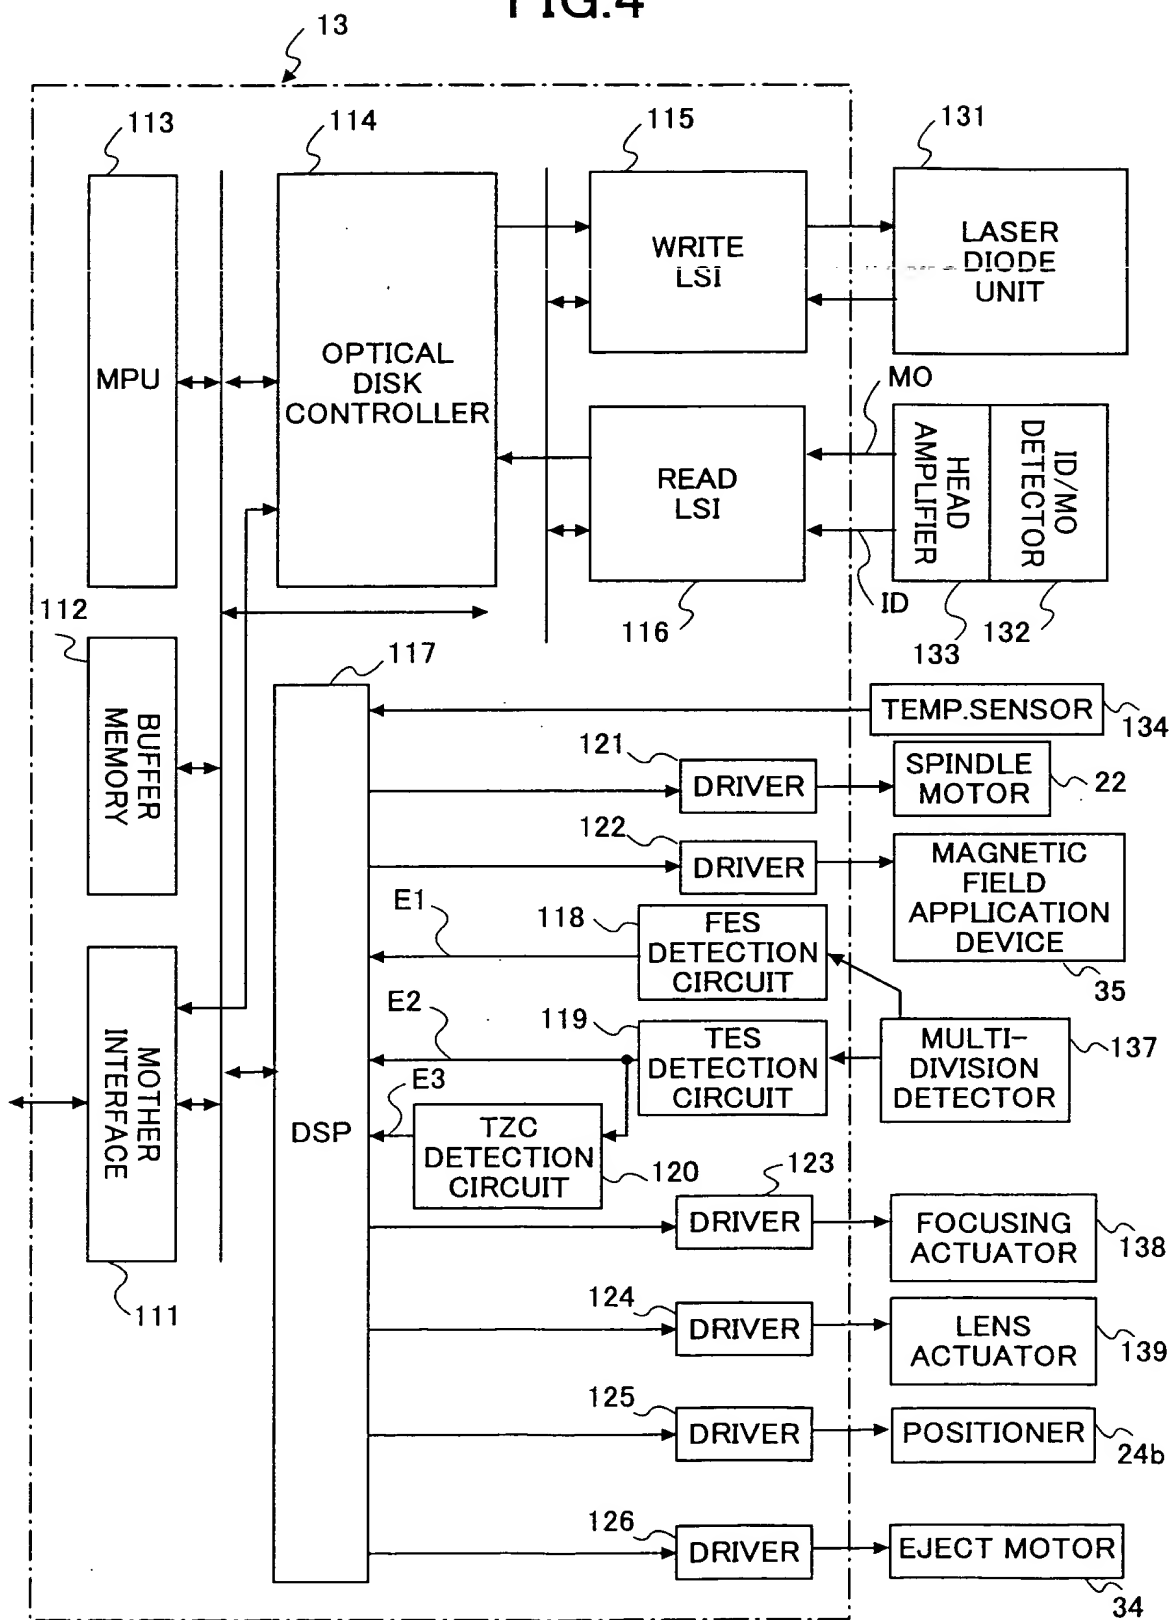 FIG.4
13
113
114
115
131
MPU
OPTICAL
DISK
CONTROLLER
WRITE
LSI
LASER
DIODE
UNIT
MO
READ
LSI
HEAD
AMPLIFIER
ID/MO
DETECTOR
ID
116
133
132
112
BUFFER
MEMORY
117
TEMP.SENSOR
134
121
DRIVER
SPINDLE
MOTOR
22
122
DRIVER
MAGNETIC
FIELD
APPLICATION
DEVICE
35
E1
118
FES
DETECTION
CIRCUIT
E2
119
TES
DETECTION
CIRCUIT
MULTI-
DIVISION
DETECTOR
137
MOTHER
INTERFACE
111
DSP
E3
TZC
DETECTION
CIRCUIT
120
123
DRIVER
FOCUSING
ACTUATOR
138
124
DRIVER
LENS
ACTUATOR
139
125
DRIVER
POSITIONER
24b
126
DRIVER
EJECT MOTOR
34